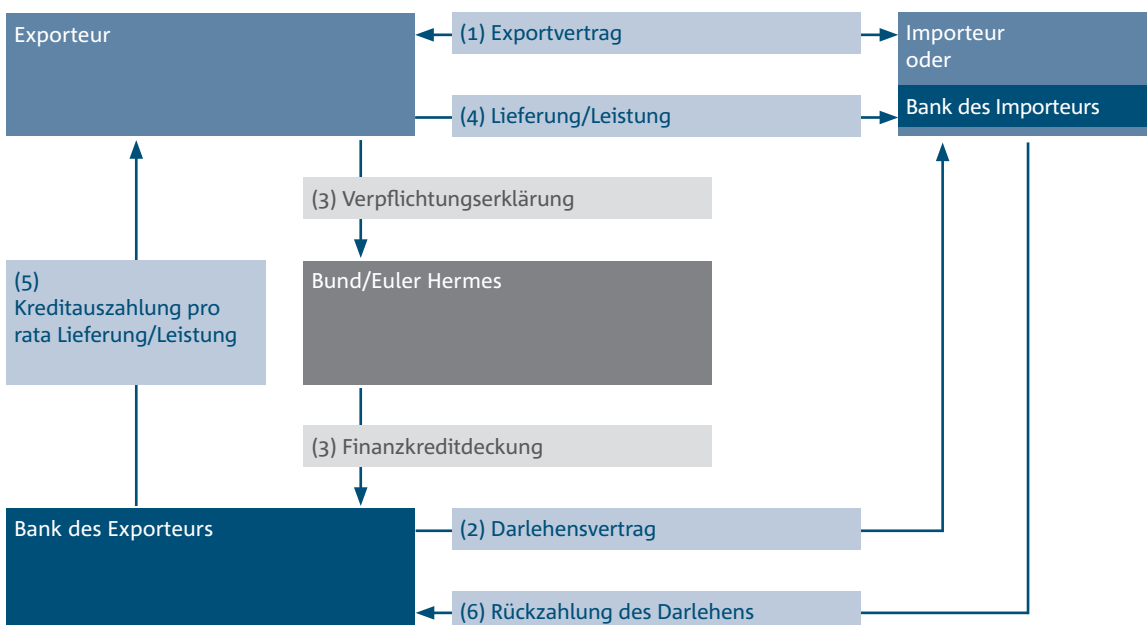 Exporteur
(1) Exportvertrag
Importeur
oder
Bank des Importeurs
(4) Lieferung/Leistung
(3) Verpflichtungserklärung
(5)
Kreditauszahlung pro
rata Lieferung/Leistung
Bund/Euler Hermes
(3) Finanzkreditdeckung
Bank des Exporteurs
(2) Darlehensvertrag
(6) Rückzahlung des Darlehens